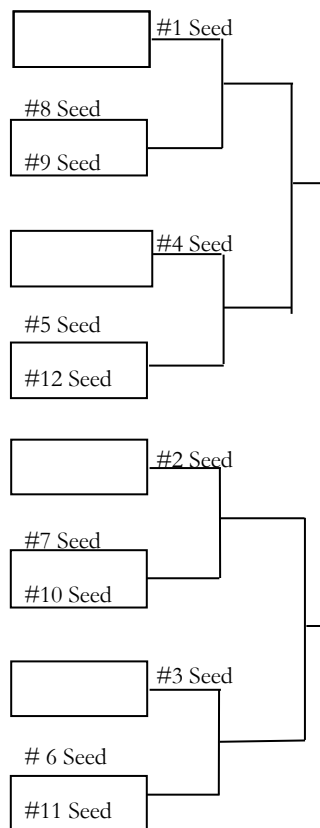 #1 Seed
#8 Seed
#9 Seed
#4 Seed
#5 Seed
#12 Seed
#2 Seed
#7 Seed
#10 Seed
#3 Seed
# 6 Seed
#11 Seed